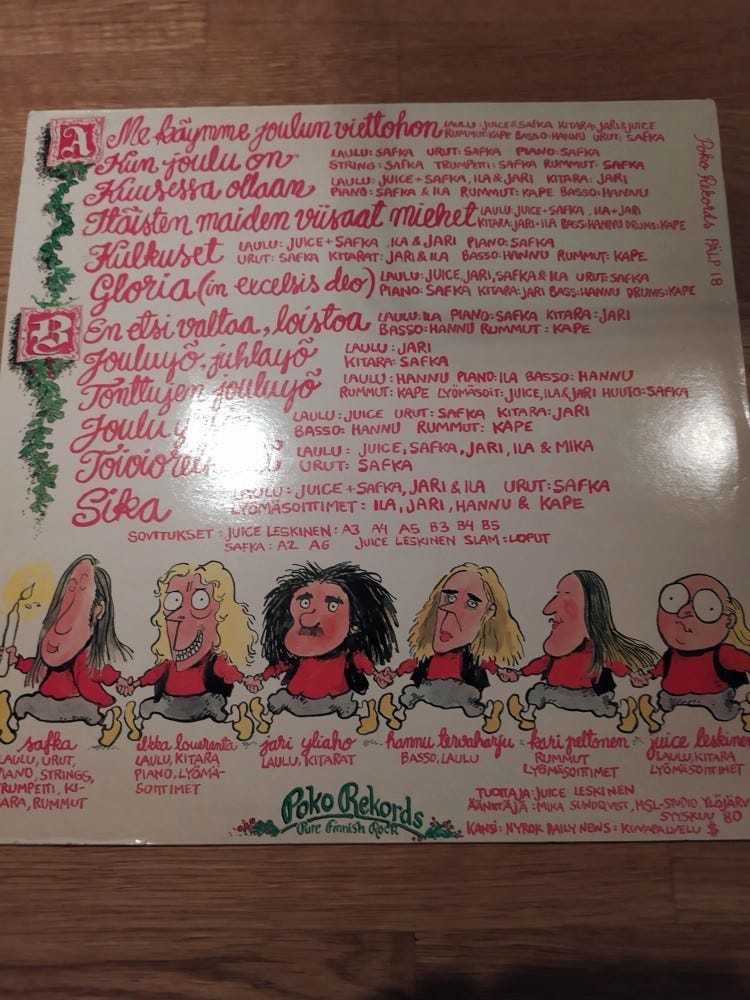 A Me käymme joulun viettohon LAULU: JUICE & SAFKA KITARA: JARI & JUICE
RUMMUT: KAPE BASSO: HANNU URUT: SAFKA
Kun joulu on LAULU: SAFKA URUT: SAFKA PIANO: SAFKA
STRING: SAFKA TRUMPETTI: SAFKA RUMMUT: SAFKA
Kuusessa ollaan LAULU: JUICE + SAFKA, ILA & JARI KITARA: JARI
PIANO: SAFKA & ILA RUMMUT: KAPE BASSO: HANNU
Itäisten maiden viisaat miehet LAULU: JUICE + SAFKA, ILA + JARI
KITARA: JARI + ILA BASS: HANNU DRUMS: KAPE
Kulkuset LAULU: JUICE + SAFKA, ILA & JARI PIANO: SAFKA
URUT: SAFKA KITARAT: JARI & ILA BASSO: HANNU RUMMUT: KAPE
Gloria (in excelsis deo) LAULU: JUICE, JARI, SAFKA & ILA URUT: SAFKA
PIANO: SAFKA KITARA: JARI BASS: HANNU DRUMS: KAPE
B En etsi valtaa, loistoa LAULU: ILA PIANO: SAFKA KITARA: JARI
BASSO: HANNU RUMMUT: KAPE
Jouluyö, juhlayö LAULU: JARI
KITARA: SAFKA
Tonttujen jouluyö LAULU: HANNU PIANO: ILA BASSO: HANNU
RUMMUT: KAPE LYÖMÄSOIT: JUICE, ILA & JARI HUUTO: SAFKA
Joulu LAULU: JUICE URUT: SAFKA KITARA: JARI
BASSO: HANNU RUMMUT: KAPE
LAULU: JUICE, SAFKA, JARI, ILA & MIKA
URUT: SAFKA
Sika LAULU: JUICE + SAFKA, JARI & ILA URUT: SAFKA
LYÖMÄSOITTIMET: ILA, JARI, HANNU & KAPE
SOVITUKSET: JUICE LESKINEN: A3 A4 A5 B3 B4 B5
SAFKA: A2 A6 JUICE LESKINEN SLAM: LOPUT
Poko Rekords PÄLP 18
safka
LAULU, URUT,
PIANO, STRINGS,
TRUMPETTI, KI-
TARA, RUMMUT
ilkka loueranta
LAULU, KITARA
PIANO, LYÖMÄ-
SOITTIMET
jari yliaho
LAULU, KITARAT
hannu tervaharju
BASSO, LAULU
kari peltonen
RUMMUT
LYÖMÄSOITTIMET
juice leskinen
LAULU, KITARA
LYÖMÄSOITTIMET
Poko Rekords
Pure Finnish Rock
TUOTTAJA: JUICE LESKINEN
ÄÄNITTÄJÄ: MIKA SUNDQVIST, MSL-STUDIO, YLÖJÄRVI
SYYSKUU 80
KANSI: NYROK DAILY NEWS: KUVAPALVELU $